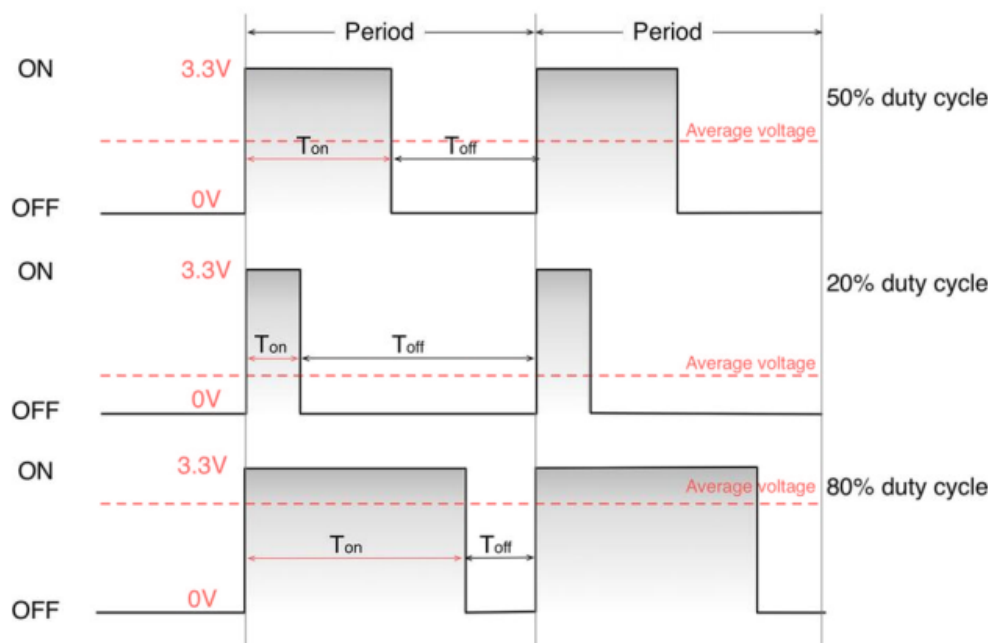 Period Period
ON 3.3V
50% duty cycle
Average voltage
Ton Toff
OFF 0V
ON 3.3V 20% duty cycle
Ton Toff
Average voltage
OFF 0V
ON 3.3V
Average voltage 80% duty cycle
Ton Toff
OFF 0V